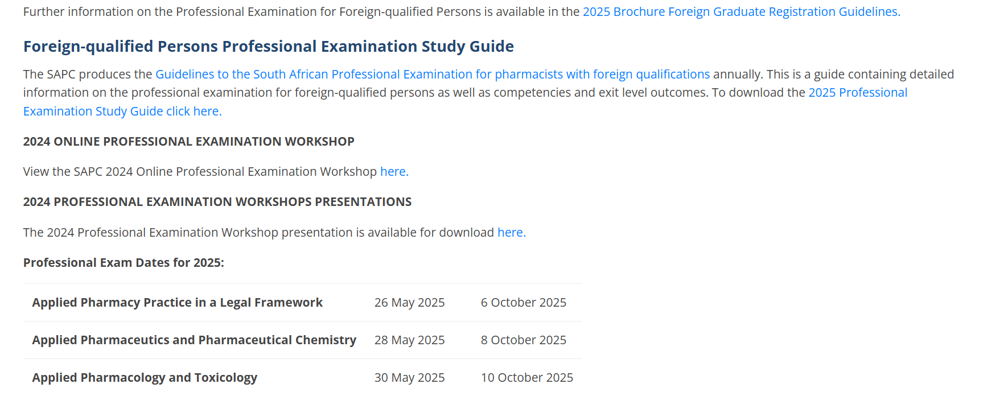 Further information on the Professional Examination for Foreign-qualified Persons is available in the 2025 Brochure Foreign Graduate Registration Guidelines.
Foreign-qualified Persons Professional Examination Study Guide
The SAPC produces the Guidelines to the South African Professional Examination for pharmacists with foreign qualifications annually. This is a guide containing detailed
information on the professional examination for foreign-qualified persons as well as competencies and exit level outcomes. To download the 2025 Professional
Examination Study Guide click here.
2024 ONLINE PROFESSIONAL EXAMINATION WORKSHOP
View the SAPC 2024 Online Professional Examination Workshop here.
2024 PROFESSIONAL EXAMINATION WORKSHOPS PRESENTATIONS
The 2024 Professional Examination Workshop presentation is available for download here.
Professional Exam Dates for 2025:
Applied Pharmacy Practice in a Legal Framework 26 May 2025 6 October 2025
Applied Pharmaceutics and Pharmaceutical Chemistry 28 May 2025 8 October 2025
Applied Pharmacology and Toxicology 30 May 2025 10 October 2025